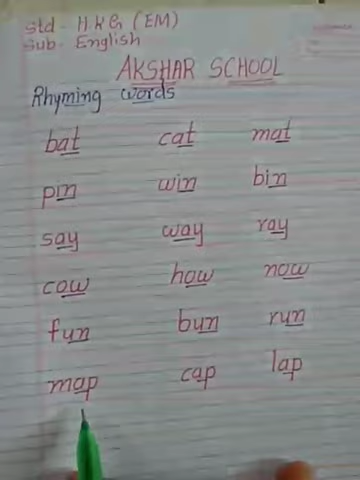 Std - H.K.G (EM)
Sub - English
AKSHAR SCHOOL
Rhyming words
bat cat mat
pin win bin
say way ray
cow how now
fun bun run
map cap lap